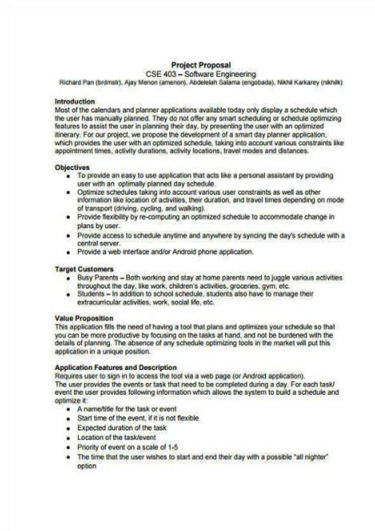 Project Proposal
CSE 403 – Software Engineering
Richard Pan (brdmstr), Ajay Menon (amenon), Abdelelah Salama (engobada), Nikhil Karkarey (nikhilk)
Introduction
Most of the calendars and planner applications available today only display a schedule which
the user has manually planned. They do not offer any smart scheduling or schedule optimizing
features to assist the user in planning their day, by presenting the user with an optimized
itinerary. For our project, we propose the development of a smart day planner application,
which provides the user with an optimized schedule, taking into account various constraints like
appointment times, activity durations, activity locations, travel modes and distances.
Objectives
● To provide an easy to use application that acts like a personal assistant by providing
user with an optimally planned day schedule.
● Optimize schedules taking into account various user constraints as well as other
information like location of activities, their duration, and travel times depending on mode
of transport (driving, cycling, and walking).
● Provide flexibility by re-computing an optimized schedule to accommodate change in
plans by user.
● Provide access to schedule anytime and anywhere by syncing the day's schedule with a
central server.
● Provide a web interface and/or Android phone application.
Target Customers
● Busy Parents – Both working and stay at home parents need to juggle various activities
throughout the day, like work, children's activities, groceries, gym, etc.
● Students – In addition to school schedule, students also have to manage their
extracurricular activities, work, social life, etc.
Value Proposition
This application fills the need of having a tool that plans and optimizes your schedule so that
you can be more productive by focusing on the tasks at hand, and not be burdened with the
details of planning. The absence of any schedule optimizing tools in the market will put this
application in a unique position.
Application Features and Description
Requires user to sign in to access the tool via a web page (or Android application).
The user provides the events or task that need to be completed during a day. For each task/
event the user provides following information which allows the system to build a schedule and
optimize it:
● A name/title for the task or event
● Start time of the event, if it is not flexible
● Expected duration of the task
● Location of the task/event
● Priority of event on a scale of 1-5
● The time that the user wishes to start and end their day with a possible "all nighter"
option